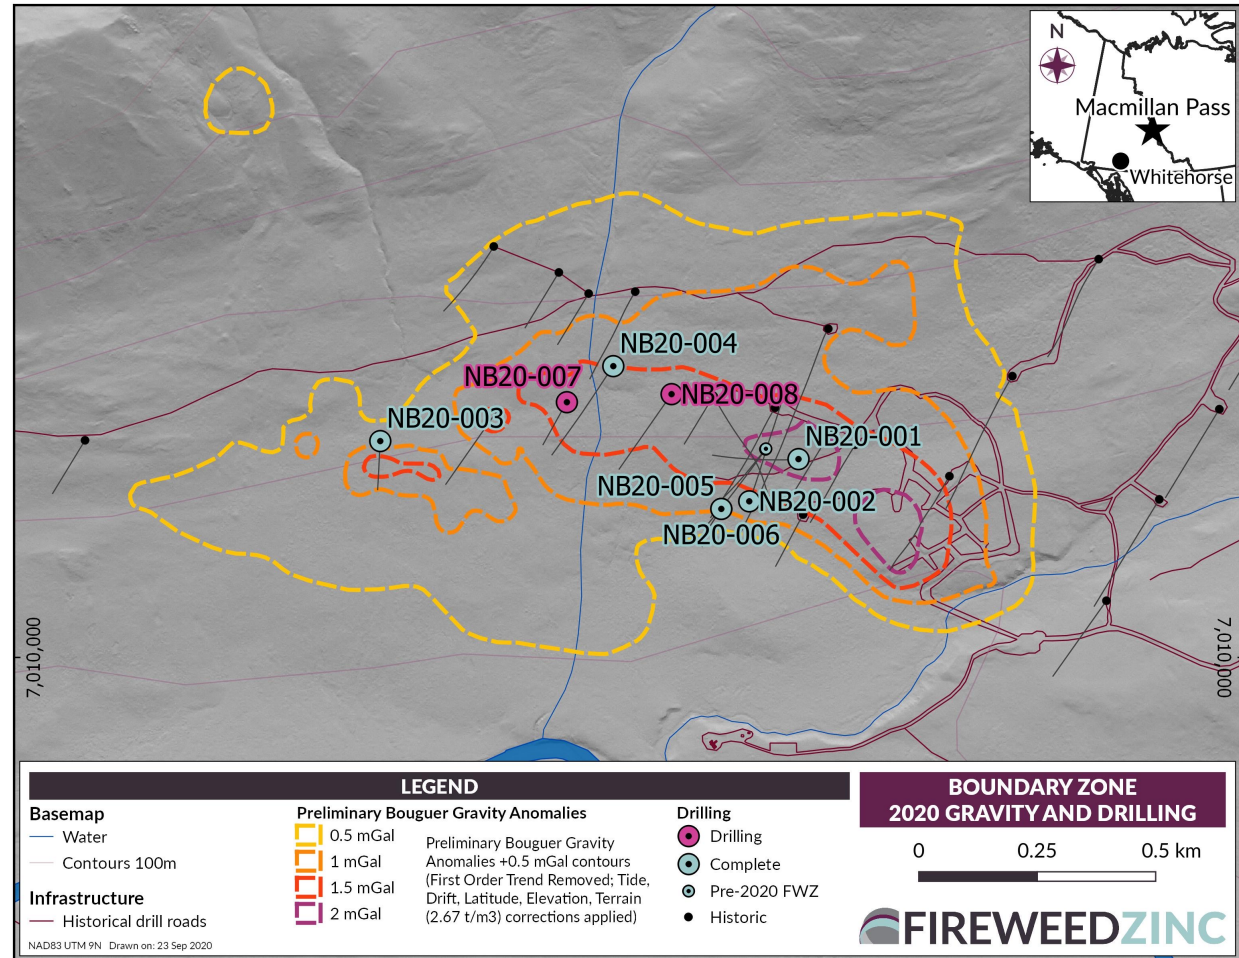 N
Macmillan Pass
Whitehorse
NB20-004
NB20-007
NB20-008
NB20-003
NB20-001
NB20-005
NB20-002
NB20-006
7,010,000
7,010,000
LEGEND
Basemap
Water
Contours 100m
Infrastructure
Historical drill roads
NAD83 UTM 9N Drawn on: 23 Sep 2020
Preliminary Bouguer Gravity Anomalies
0.5 mGal
1 mGal
1.5 mGal
2 mGal
Preliminary Bouguer Gravity
Anomalies +0.5 mGal contours
(First Order Trend Removed; Tide,
Drift, Latitude, Elevation, Terrain
(2.67 t/m3) corrections applied)
Drilling
Drilling
Complete
Pre-2020 FWZ
Historic
BOUNDARY ZONE
2020 GRAVITY AND DRILLING
0 0.25 0.5 km
FIREWEEDZINC